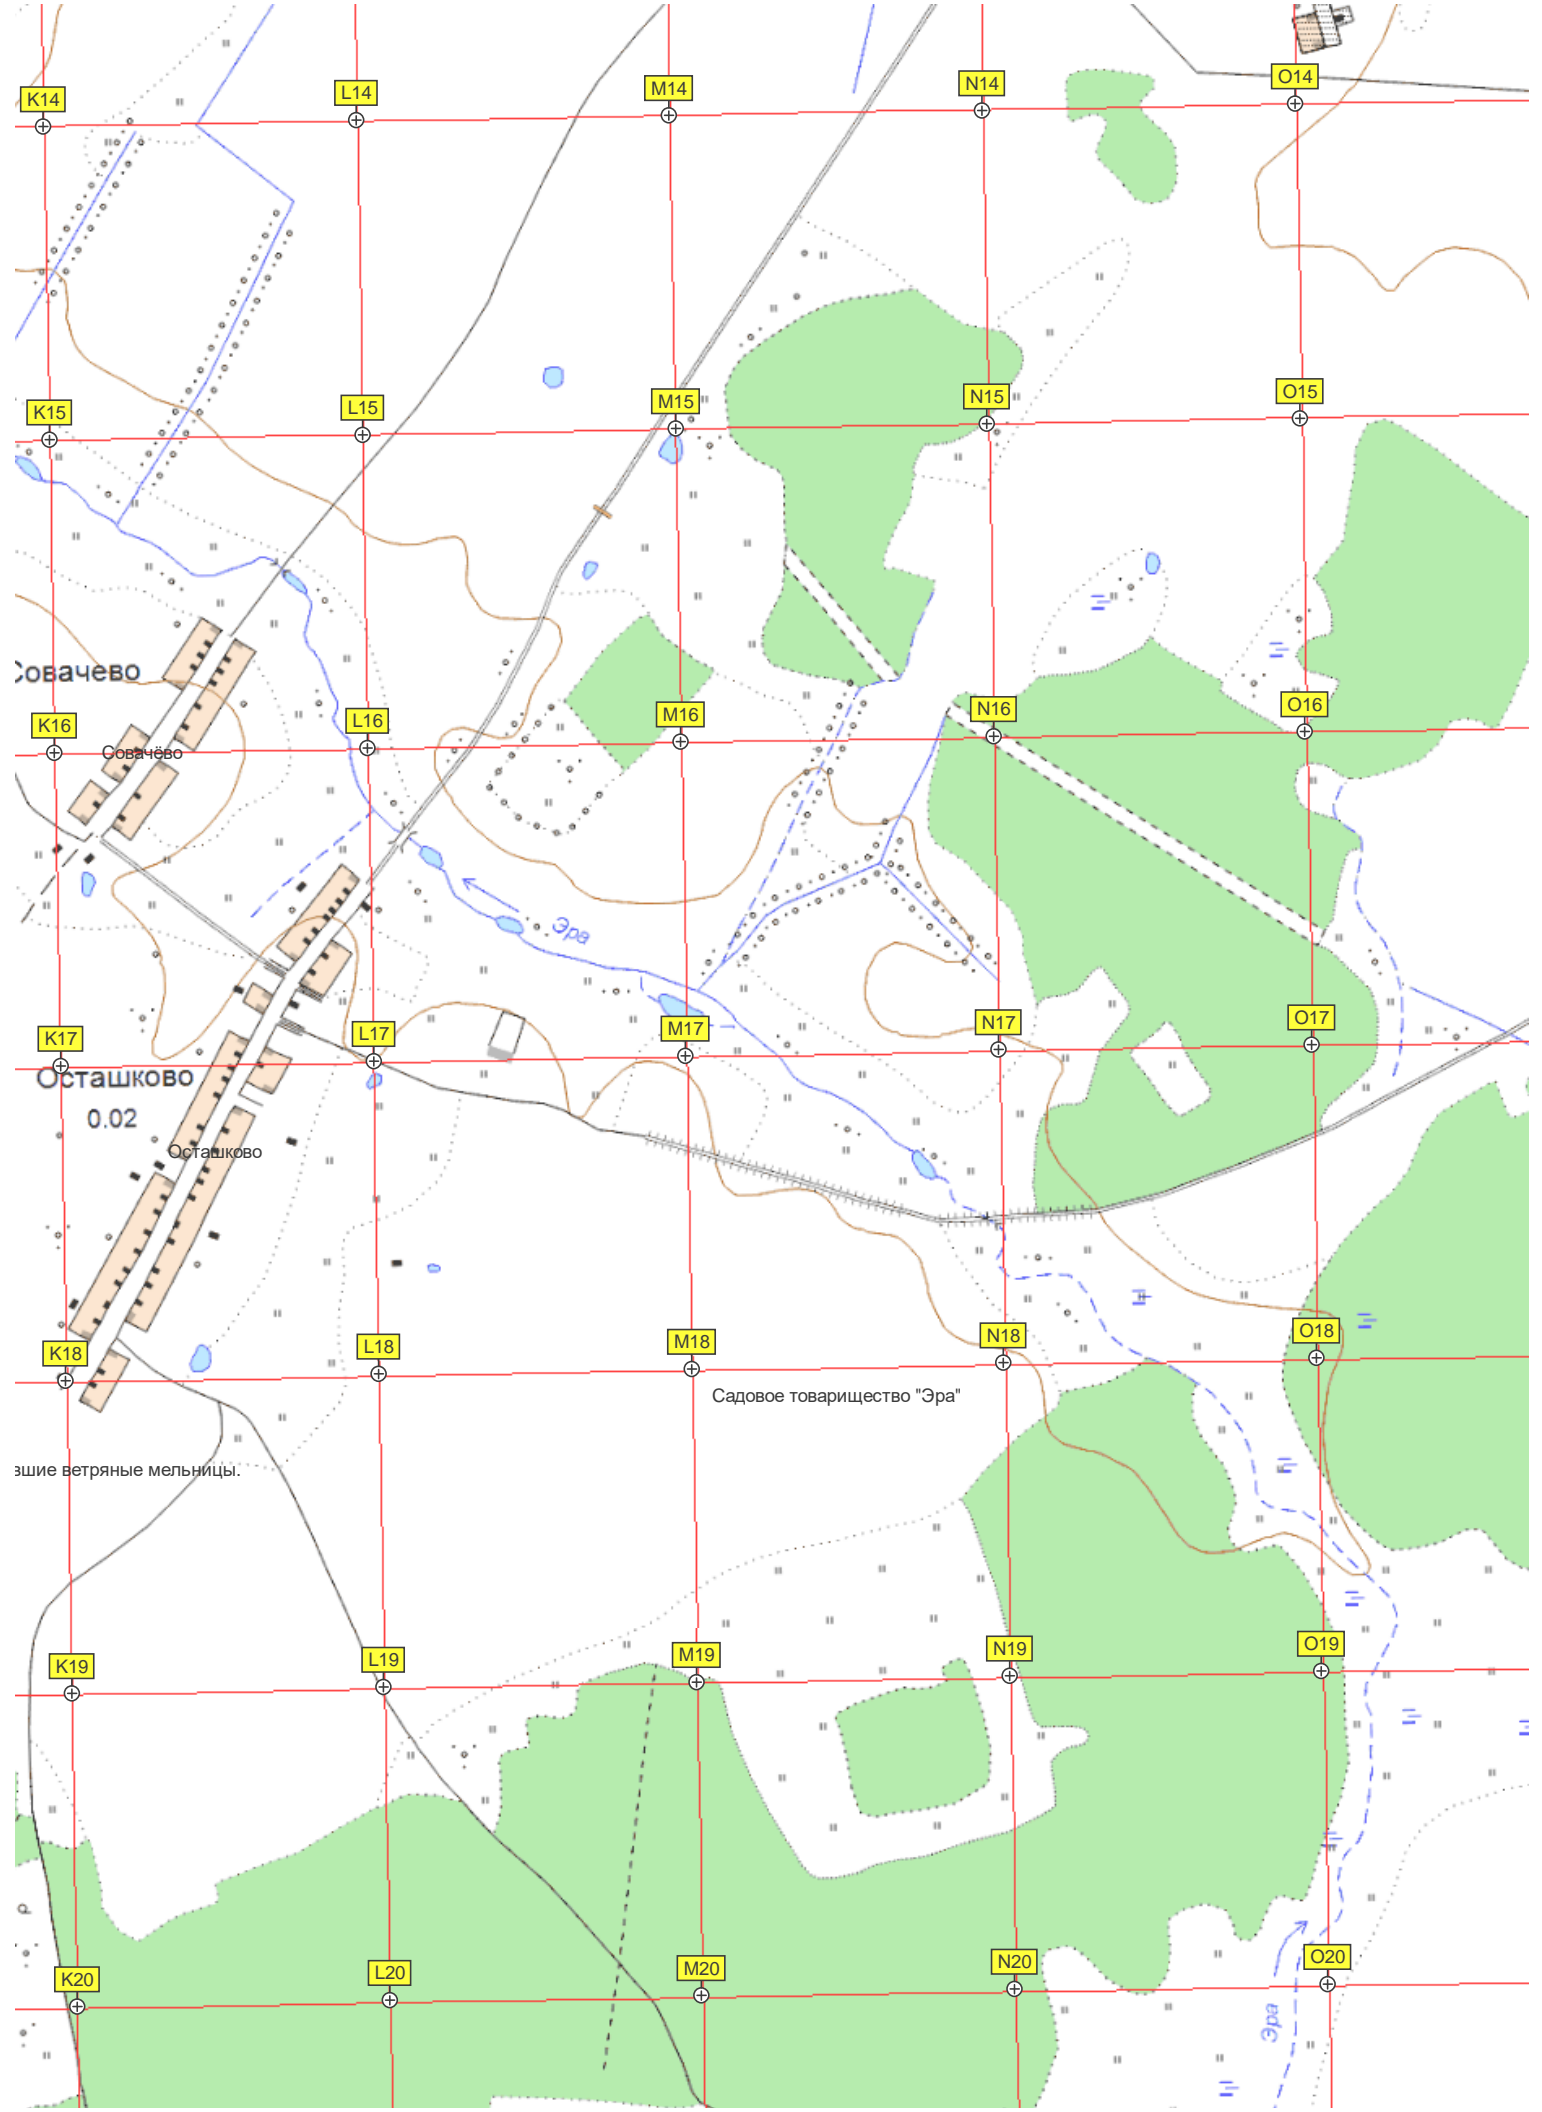 K14
L14
M14
N14
O14
K15
L15
M15
N15
O15
Совачево
K16
Совачёво
L16
M16
N16
O16
Эра
K17
L17
M17
N17
O17
Осташково
0.02
Осташково
K18
L18
M18
N18
O18
Садовое товарищество "Эра"
вшие ветряные мельницы.
K19
L19
M19
N19
O19
K20
L20
M20
N20
O20
Эра